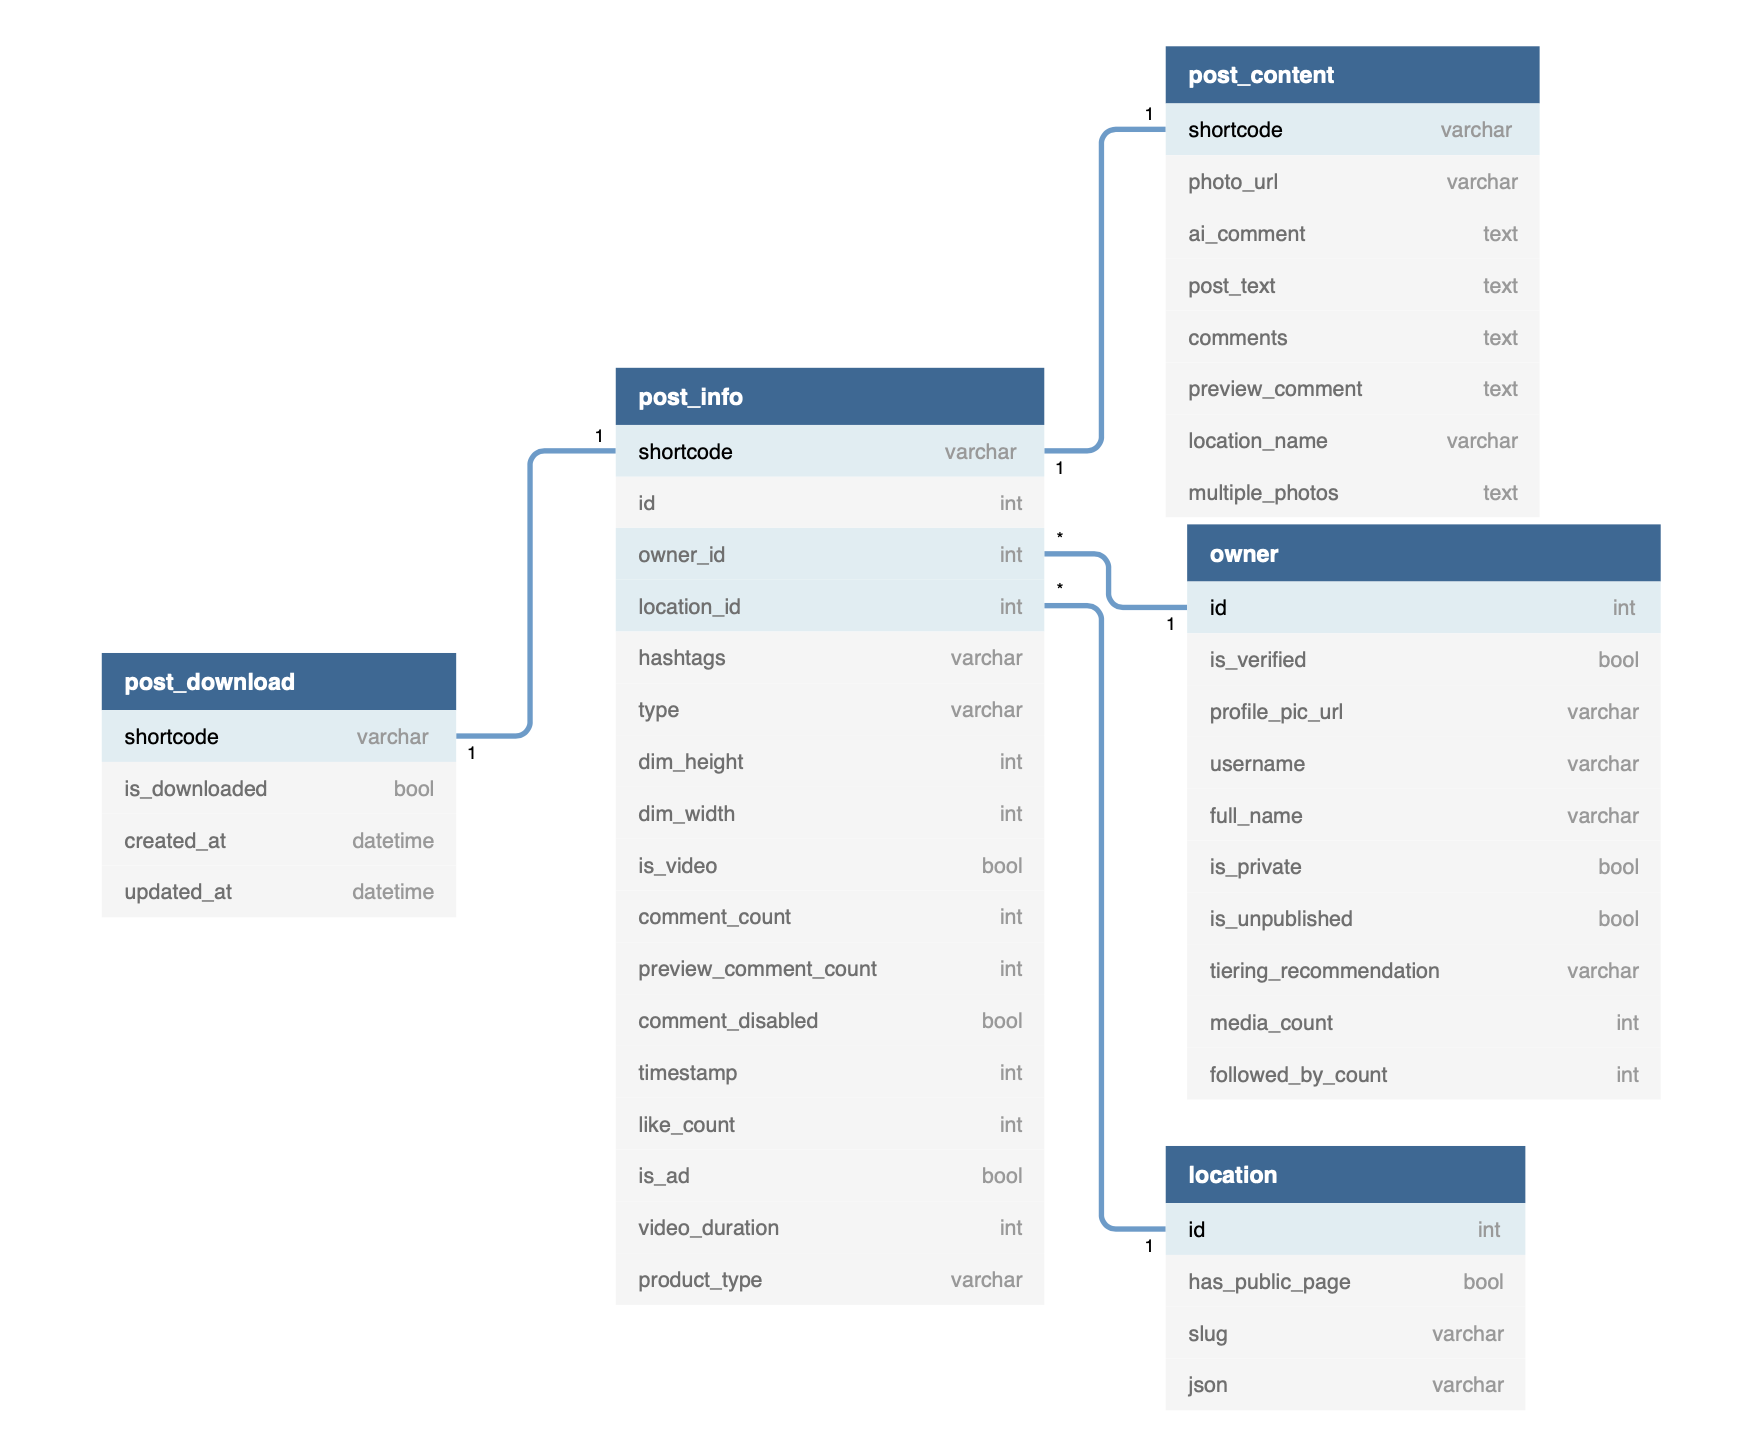 post_content
1
shortcode varchar
photo_url varchar
ai_comment text
post_text text
comments text
preview_comment text
location_name varchar
multiple_photos text
post_info
1
shortcode varchar
1
id int
*
owner_id int
*
location_id int
hashtags varchar
type varchar
dim_height int
dim_width int
is_video bool
comment_count int
preview_comment_count int
comment_disabled bool
timestamp int
like_count int
is_ad bool
video_duration int
product_type varchar
owner
id int
1
is_verified bool
profile_pic_url varchar
username varchar
full_name varchar
is_private bool
is_unpublished bool
tiering_recommendation varchar
media_count int
followed_by_count int
post_download
shortcode varchar
1
is_downloaded bool
created_at datetime
updated_at datetime
location
id int
1
has_public_page bool
slug varchar
json varchar